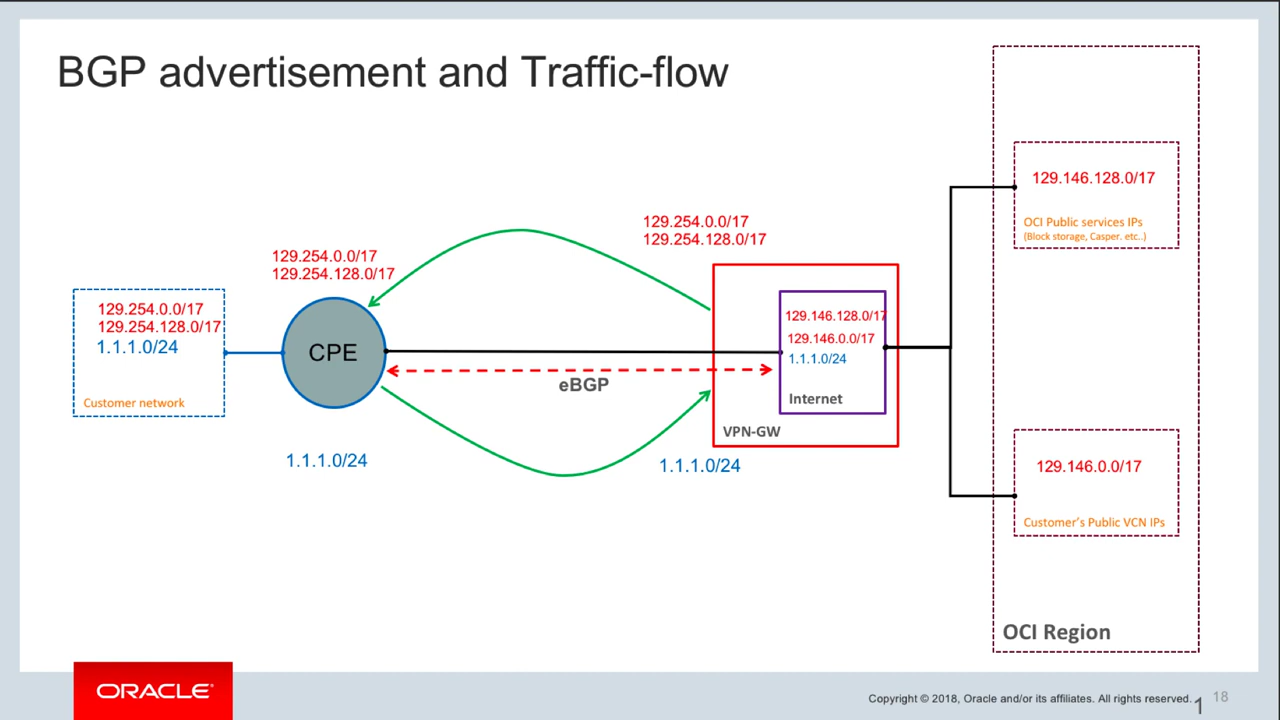 BGP advertisement and Traffic-flow
129.146.128.0/17
OCI Public services IPs
(Block storage, Casper. etc..)
129.254.0.0/17
129.254.128.0/17
129.254.0.0/17
129.254.128.0/17
129.254.0.0/17
129.254.128.0/17
1.1.1.0/24
Customer network
CPE
eBGP
129.146.128.0/17
129.146.0.0/17
1.1.1.0/24
Internet
VPN-GW
1.1.1.0/24
1.1.1.0/24
129.146.0.0/17
Customer's Public VCN IPs
OCI Region
ORACLE®
Copyright © 2018, Oracle and/or its affiliates. All rights reserved.
1
18